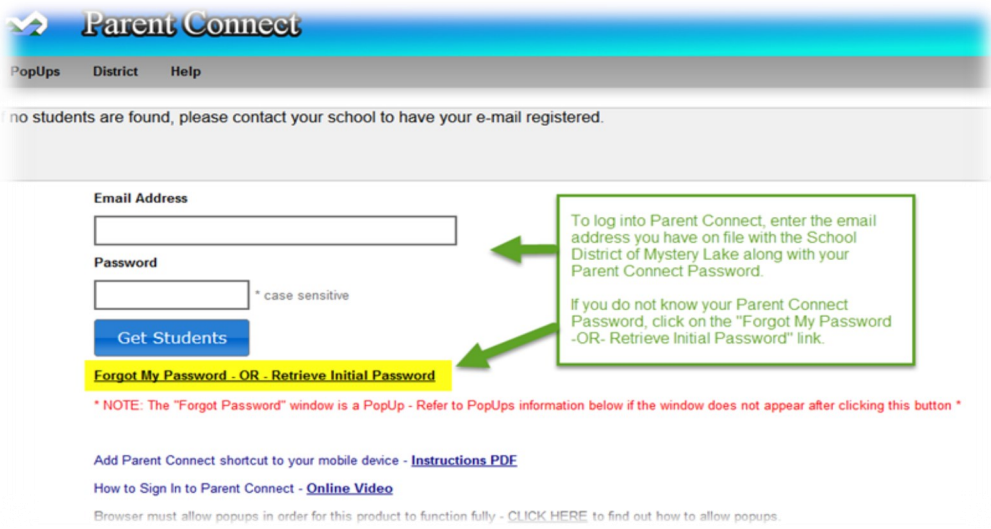 Parent Connect
PopUps District Help
no students are found, please contact your school to have your e-mail registered.
Email Address
To log into Parent Connect, enter the email
address you have on file with the School
District of Mystery Lake along with your
Parent Connect Password.
If you do not know your Parent Connect
Password, click on the "Forgot My Password
-OR- Retrieve Initial Password" link.
Password
* case sensitive
Get Students
Forgot My Password - OR - Retrieve Initial Password
* NOTE: The "Forgot Password" window is a PopUp - Refer to PopUps information below if the window does not appear after clicking this button *
Add Parent Connect shortcut to your mobile device - Instructions PDF
How to Sign In to Parent Connect - Online Video
Browser must allow popups in order for this product to function fully - CLICK HERE to find out how to allow popups.